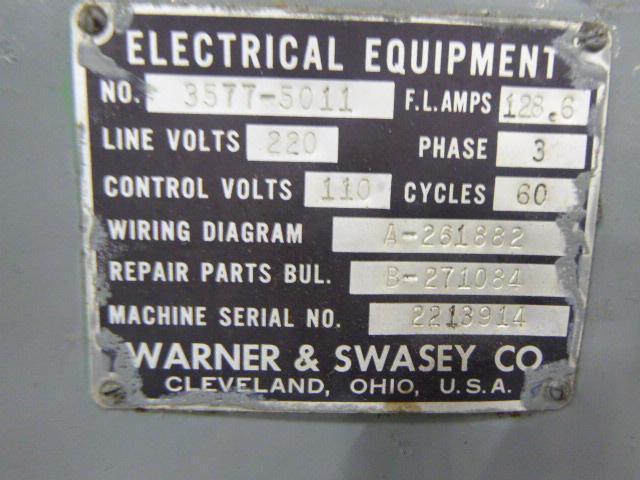 ELECTRICAL EQUIPMENT
NO. 3577-5011 F.L.AMPS 128.6
LINE VOLTS 220 PHASE 3
CONTROL VOLTS 110 CYCLES 60
WIRING DIAGRAM A-261882
REPAIR PARTS BUL. B-271084
MACHINE SERIAL NO. 2213914
WARNER & SWASEY CO
CLEVELAND, OHIO, U.S.A.